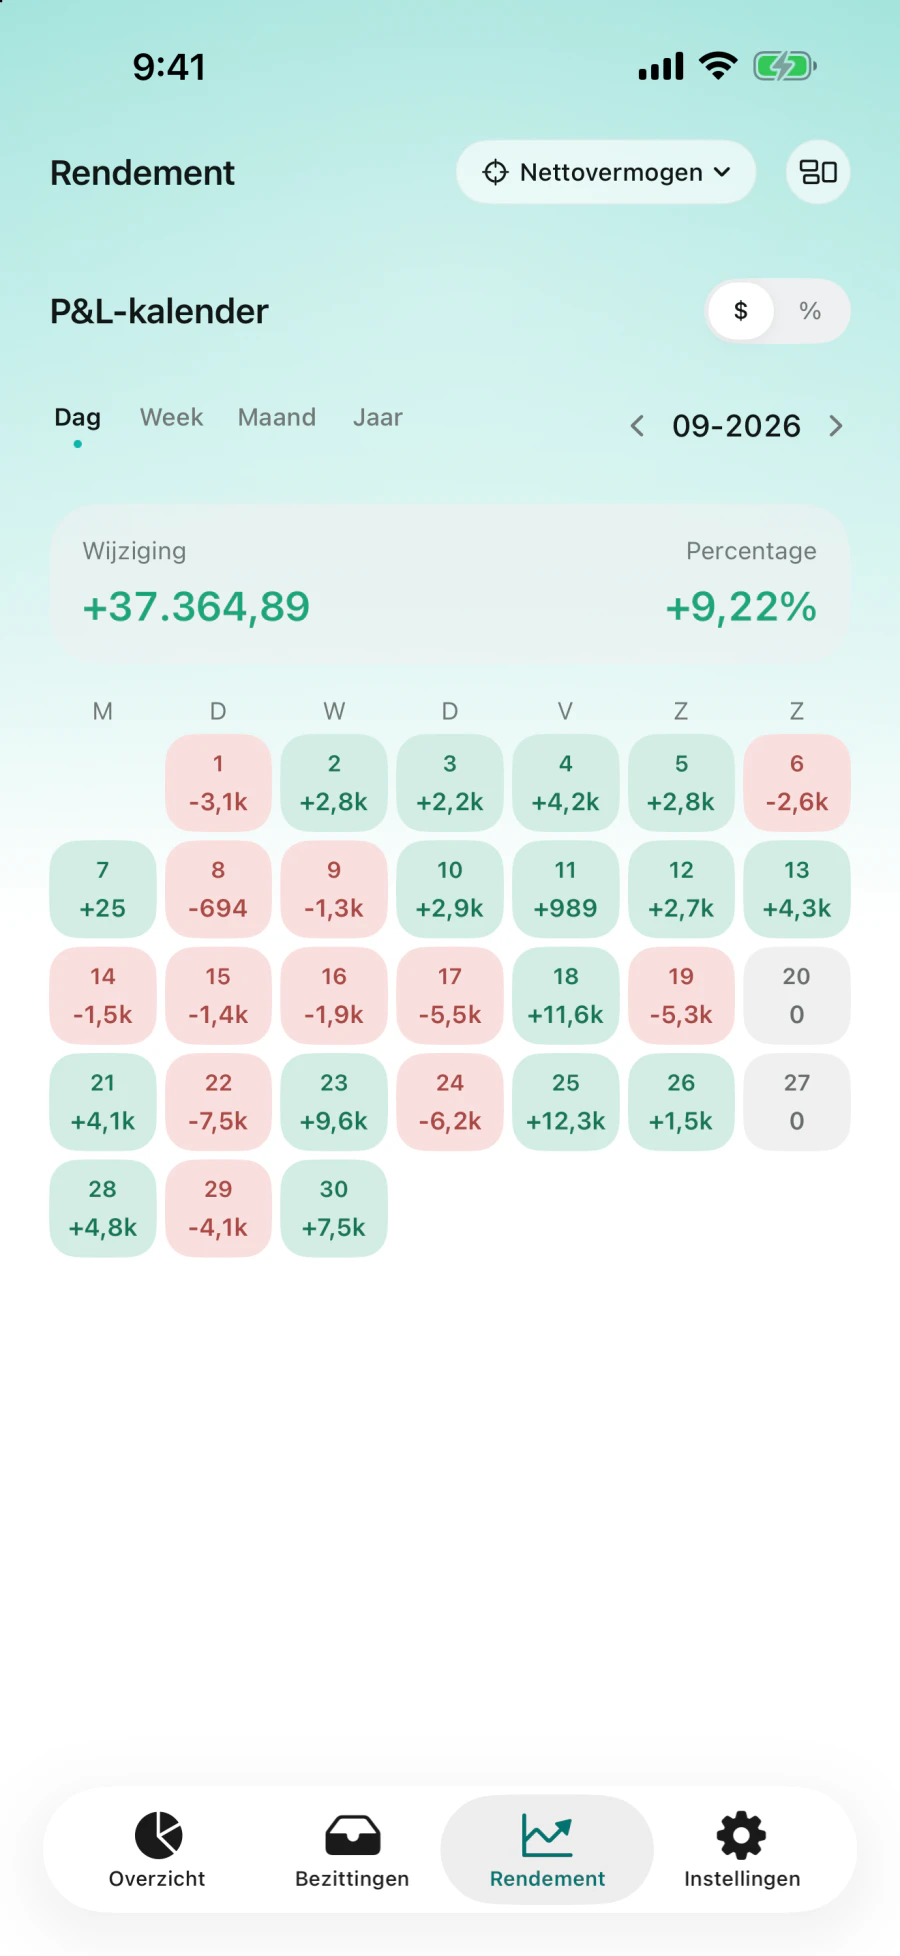 9:41
Rendement
Nettovermogen
P&L-kalender
$ %
Dag Week Maand Jaar
09-2026
Wijziging Percentage
+37.364,89 +9,22%
M D W D V Z Z
1 2 3 4 5 6
-3,1k +2,8k +2,2k +4,2k +2,8k -2,6k
7 8 9 10 11 12 13
+25 -694 -1,3k +2,9k +989 +2,7k +4,3k
14 15 16 17 18 19 20
-1,5k -1,4k -1,9k -5,5k +11,6k -5,3k 0
21 22 23 24 25 26 27
+4,1k -7,5k +9,6k -6,2k +12,3k +1,5k 0
28 29 30
+4,8k -4,1k +7,5k
Overzicht Bezittingen Rendement Instellingen